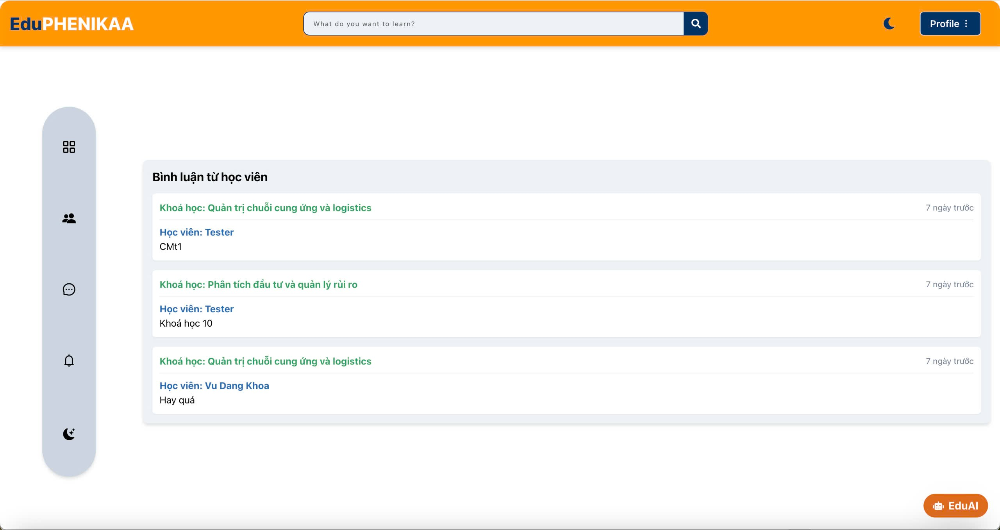 EduPHENIKAA
What do you want to learn?
Profile
Bình luận từ học viên
Khoá học: Quản trị chuỗi cung ứng và logistics
7 ngày trước
Học viên: Tester
CMt1
Khoá học: Phân tích đầu tư và quản lý rủi ro
7 ngày trước
Học viên: Tester
Khoá học 10
Khoá học: Quản trị chuỗi cung ứng và logistics
7 ngày trước
Học viên: Vu Dang Khoa
Hay quá
EduAI